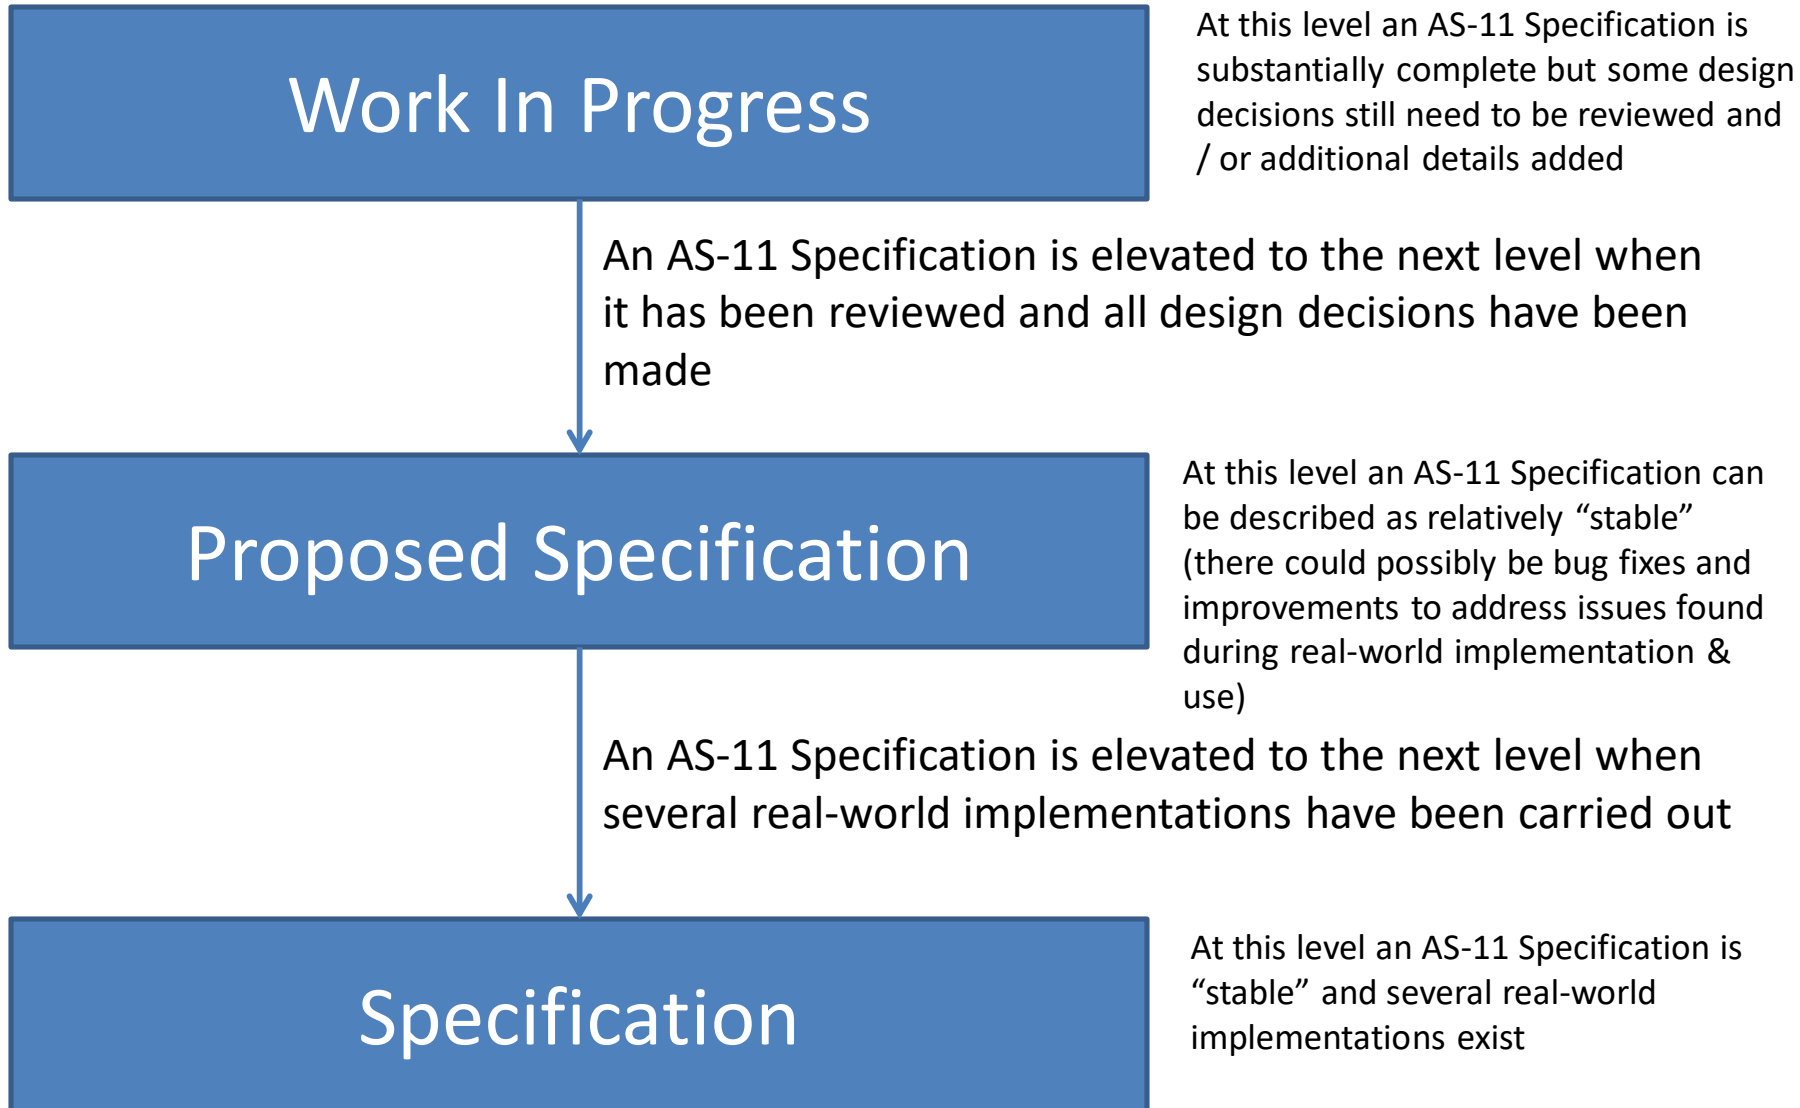 Work In Progress
At this level an AS-11 Specification is
substantially complete but some design
decisions still need to be reviewed and
/ or additional details added
An AS-11 Specification is elevated to the next level when
it has been reviewed and all design decisions have been
made
Proposed Specification
At this level an AS-11 Specification can
be described as relatively “stable”
(there could possibly be bug fixes and
improvements to address issues found
during real-world implementation &
use)
An AS-11 Specification is elevated to the next level when
several real-world implementations have been carried out
Specification
At this level an AS-11 Specification is
“stable” and several real-world
implementations exist